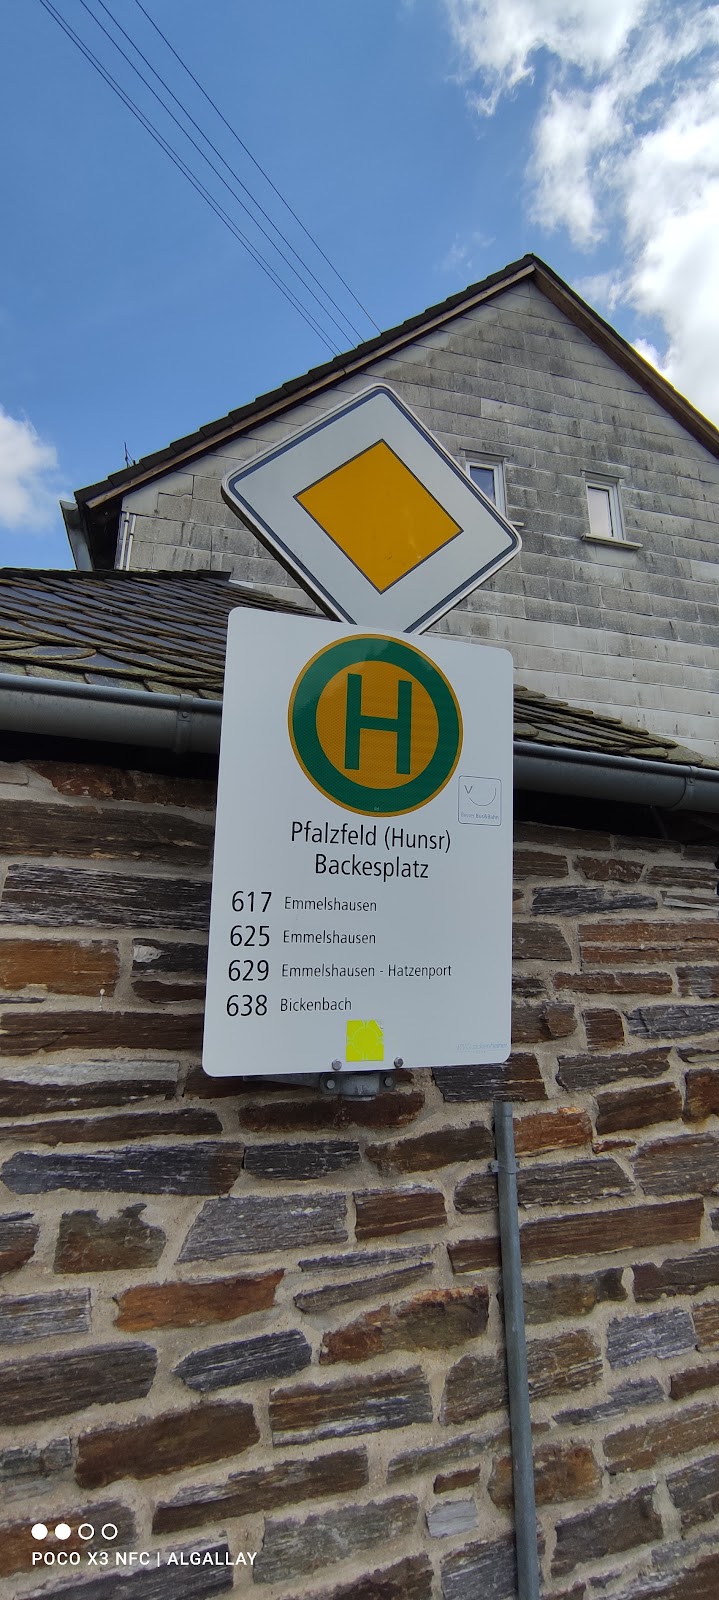 H
Pfalzfeld (Hunsr)
Backesplatz
617 Emmelshausen
625 Emmelshausen
629 Emmelshausen - Hatzenport
638 Bickenbach
POCO X3 NFC | ALGALLAY